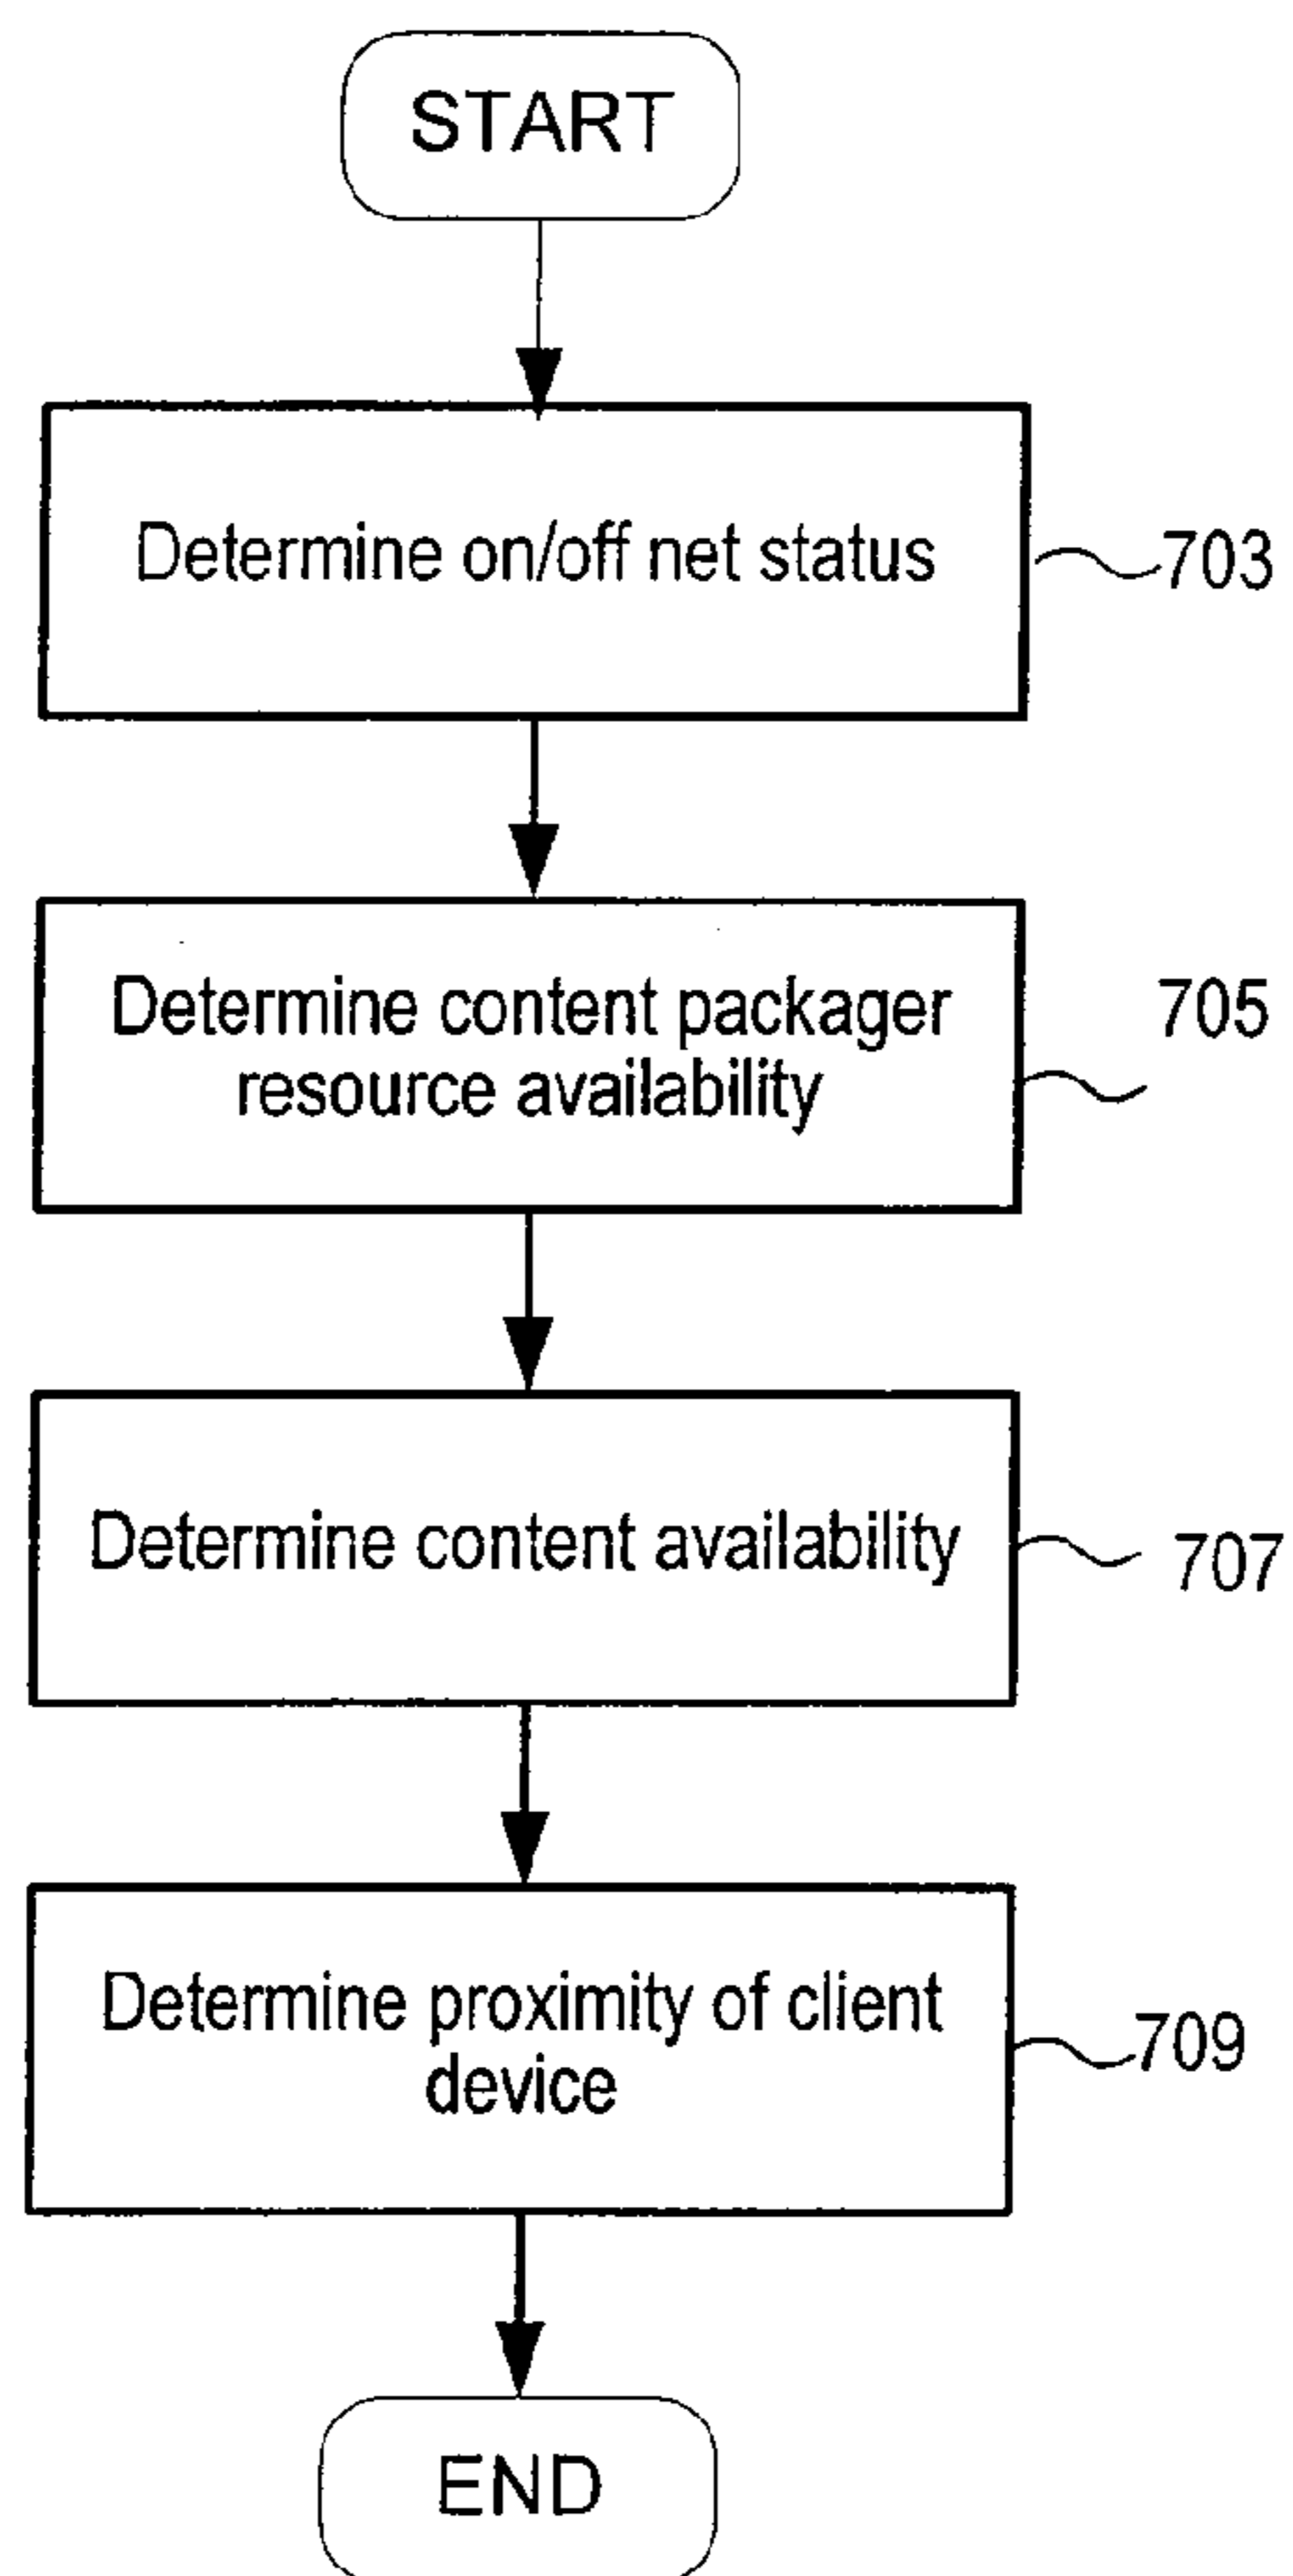 START
Determine on/off net status
703
Determine content packager
resource availability
705
Determine content availability
707
Determine proximity of client
device
709
END